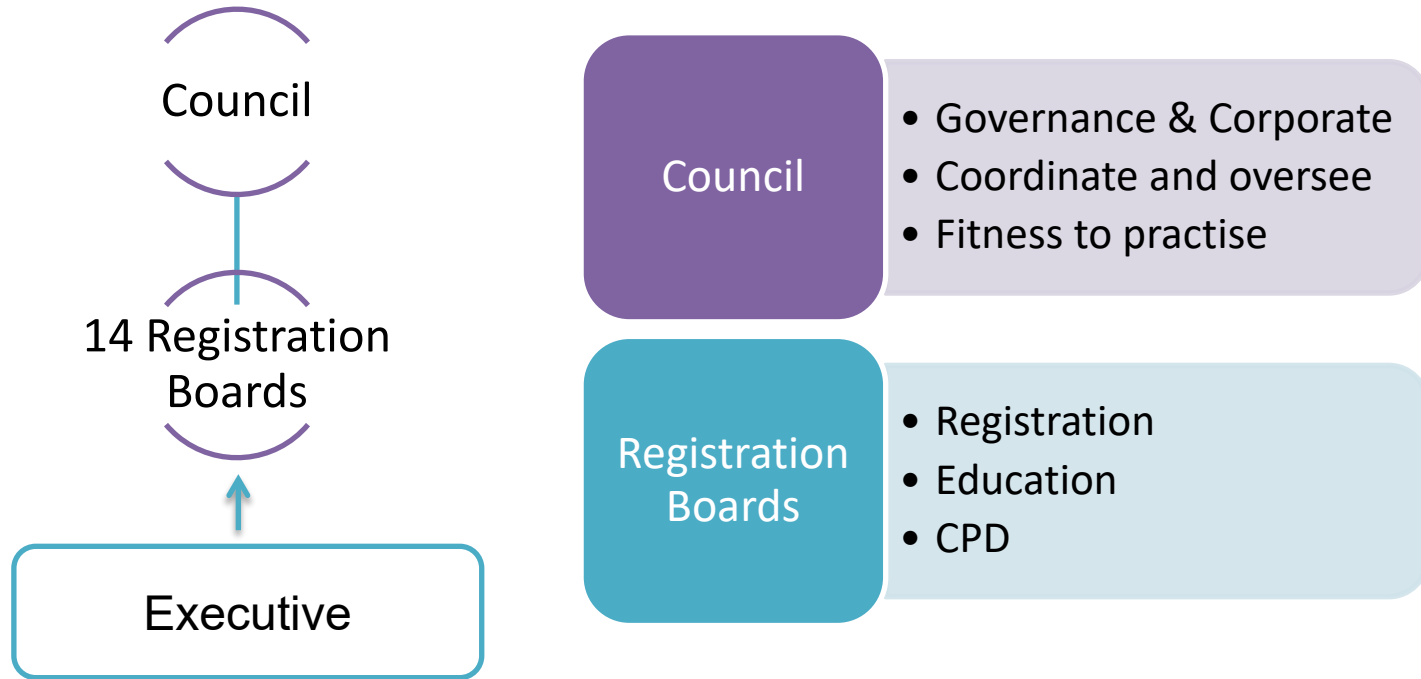 Council
14 Registration
Boards
Executive
Council
• Governance & Corporate
• Coordinate and oversee
• Fitness to practise
Registration
Boards
• Registration
• Education
• CPD